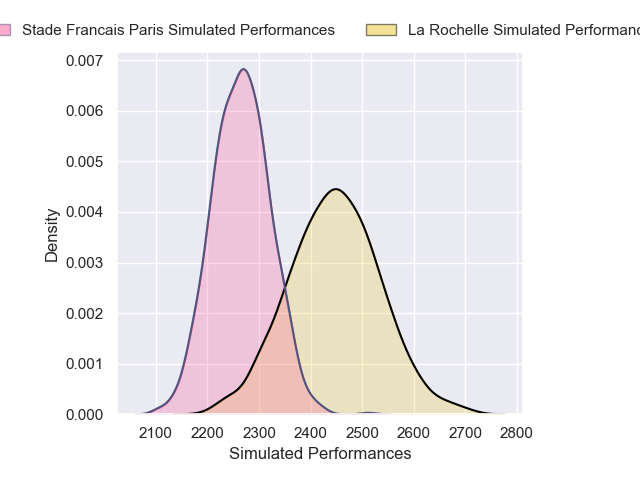 Stade Francais Paris Simulated Performances
La Rochelle Simulated
0.007
0.006
0.005
0.004
0.003
0.002
0.001
0.000
Density
2100 2200 2300 2400 2500 2600 2700 2800
Simulated Performances